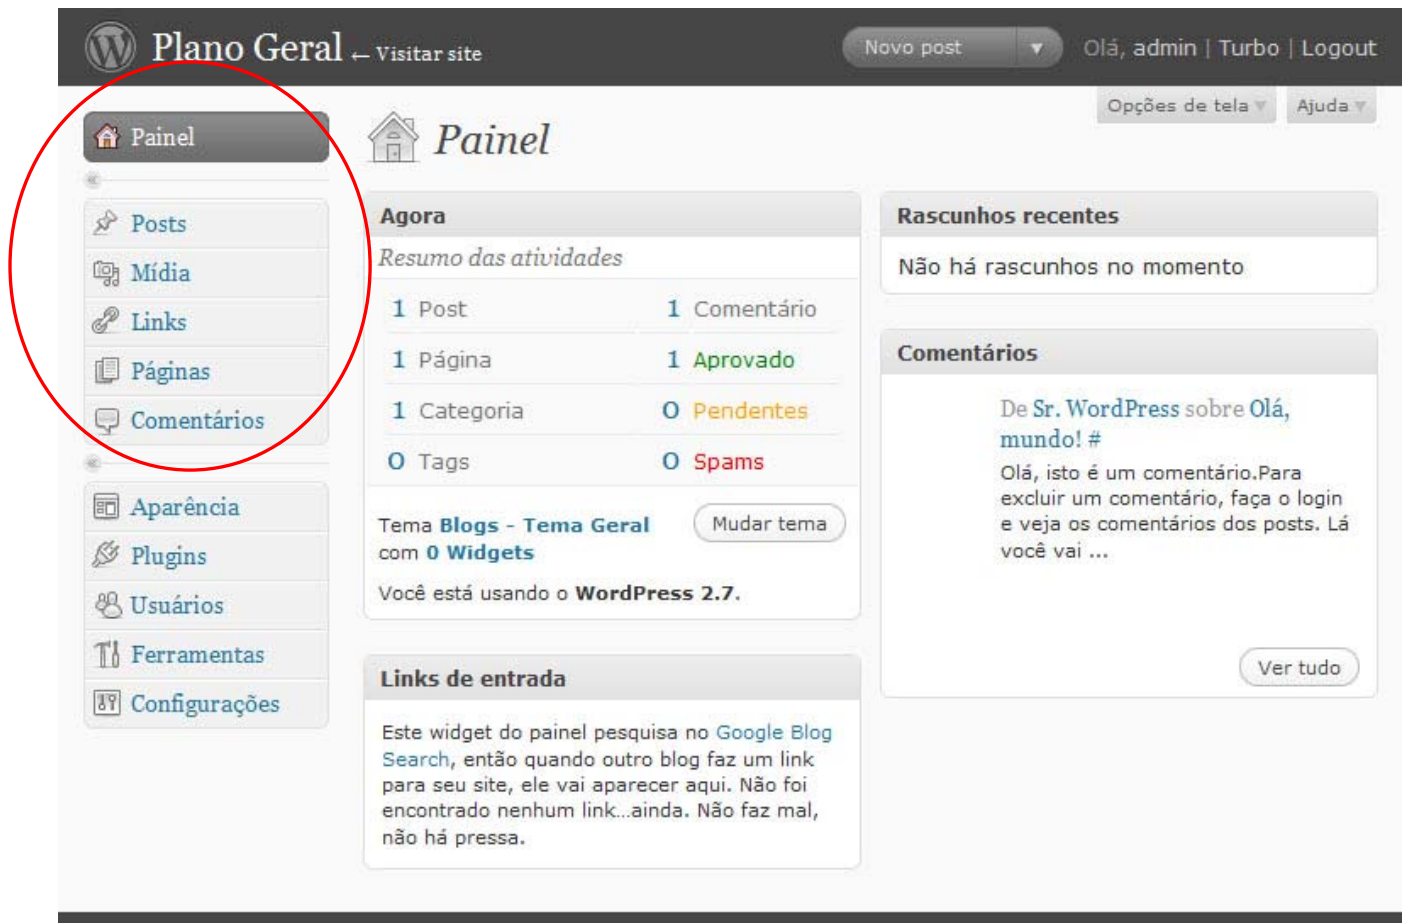 Plano Geral ← Visitar site
Novo post ▼ Olá, admin | Turbo | Logout
Opções de tela ▼ Ajuda ▼
Painel
Posts
Mídia
Links
Páginas
Comentários
Aparência
Plugins
Usuários
Ferramentas
Configurações
Painel
Agora
Resumo das atividades
1 Post 1 Comentário
1 Página 1 Aprovado
1 Categoria 0 Pendentes
0 Tags 0 Spams
Tema Blogs - Tema Geral Mudar tema
com 0 Widgets
Você está usando o WordPress 2.7.
Links de entrada
Este widget do painel pesquisa no Google Blog
Search, então quando outro blog faz um link
para seu site, ele vai aparecer aqui. Não foi
encontrado nenhum link...ainda. Não faz mal,
não há pressa.
Rascunhos recentes
Não há rascunhos no momento
Comentários
De Sr. WordPress sobre Olá,
mundo! #
Olá, isto é um comentário.Para
excluir um comentário, faça o login
e veja os comentários dos posts. Lá
você vai ...
Ver tudo